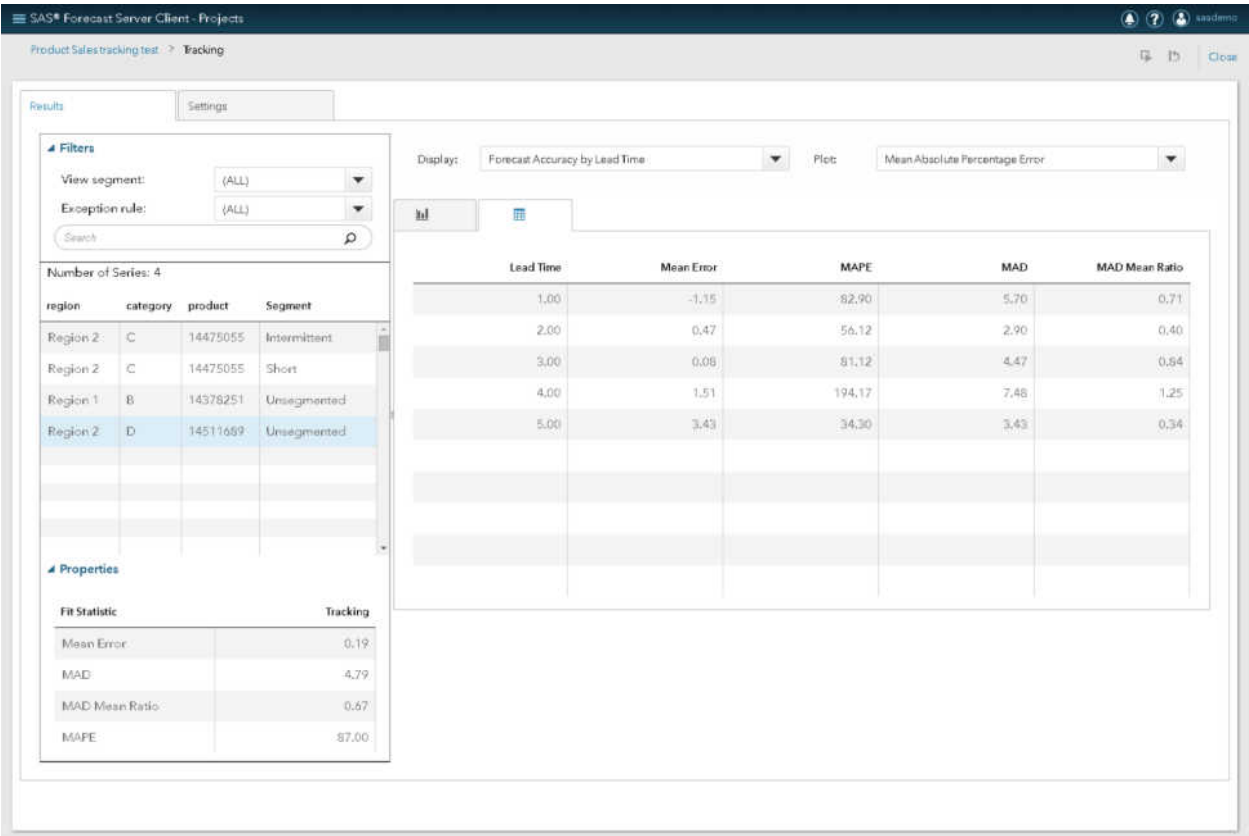 SAS® Forecast Server Client - Projects
sasdemo
Product Sales tracking test > Tracking
Close
Results
Settings
Filters
View segment: (ALL)
Exception rule: (ALL)
Search
Number of Series: 4
region category product Segment
Region 2 C 14475055 Intermittent
Region 2 C 14475055 Short
Region 1 B 14378251 Unsegmented
Region 2 D 14511689 Unsegmented
Properties
Fit Statistic Tracking
Mean Error 0.19
MAD 4.79
MAD Mean Ratio 0.67
MAPE 87.00
Display: Forecast Accuracy by Lead Time Plot: Mean Absolute Percentage Error
Lead Time Mean Error MAPE MAD MAD Mean Ratio
1.00 -1.15 82.90 5.70 0.71
2.00 0.47 56.12 2.90 0.40
3.00 0.08 81.12 4.47 0.84
4.00 1.51 194.17 7.48 1.25
5.00 3.43 34.30 3.43 0.34